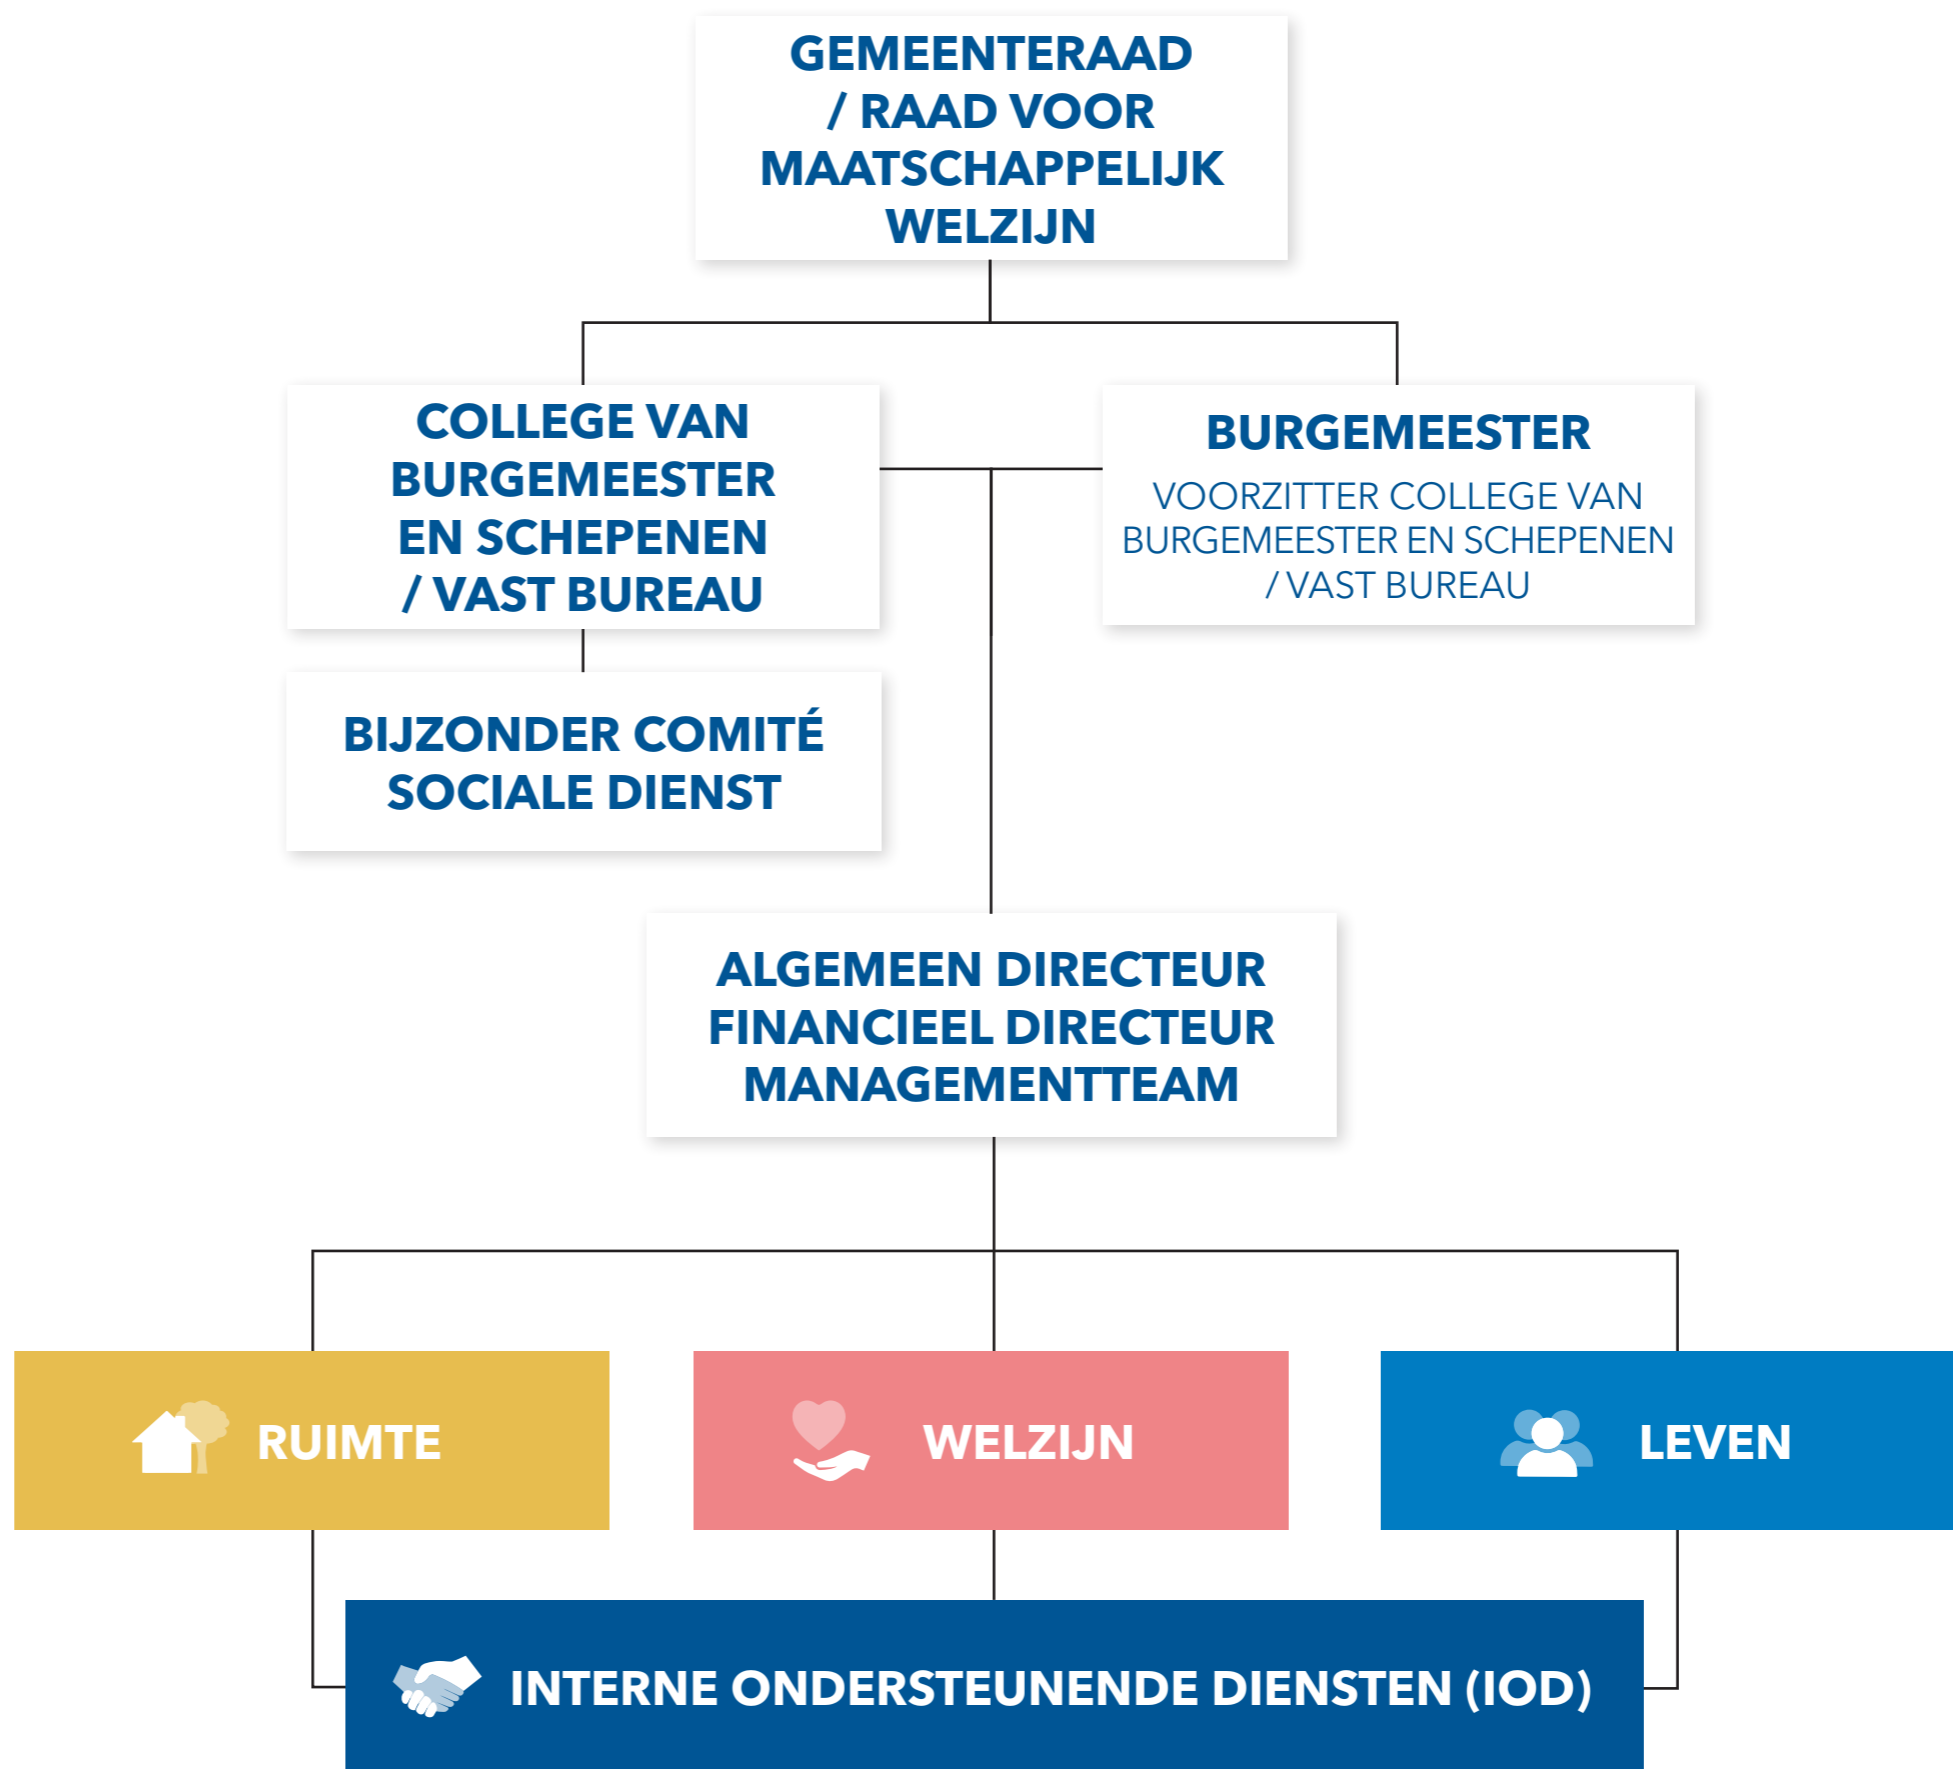 GEMEENTERAAD
/ RAAD VOOR
MAATSCHAPPELIJK
WELZIJN
COLLEGE VAN
BURGEMEESTER
EN SCHEPENEN
/ VAST BUREAU
BURGEMEESTER
VOORZITTER COLLEGE VAN
BURGEMEESTER EN SCHEPENEN
/ VAST BUREAU
BIJZONDER COMITÉ
SOCIALE DIENST
ALGEMEEN DIRECTEUR
FINANCIEEL DIRECTEUR
MANAGEMENTTEAM
RUIMTE
WELZIJN
LEVEN
INTERNE ONDERSTEUNENDE DIENSTEN (IOD)